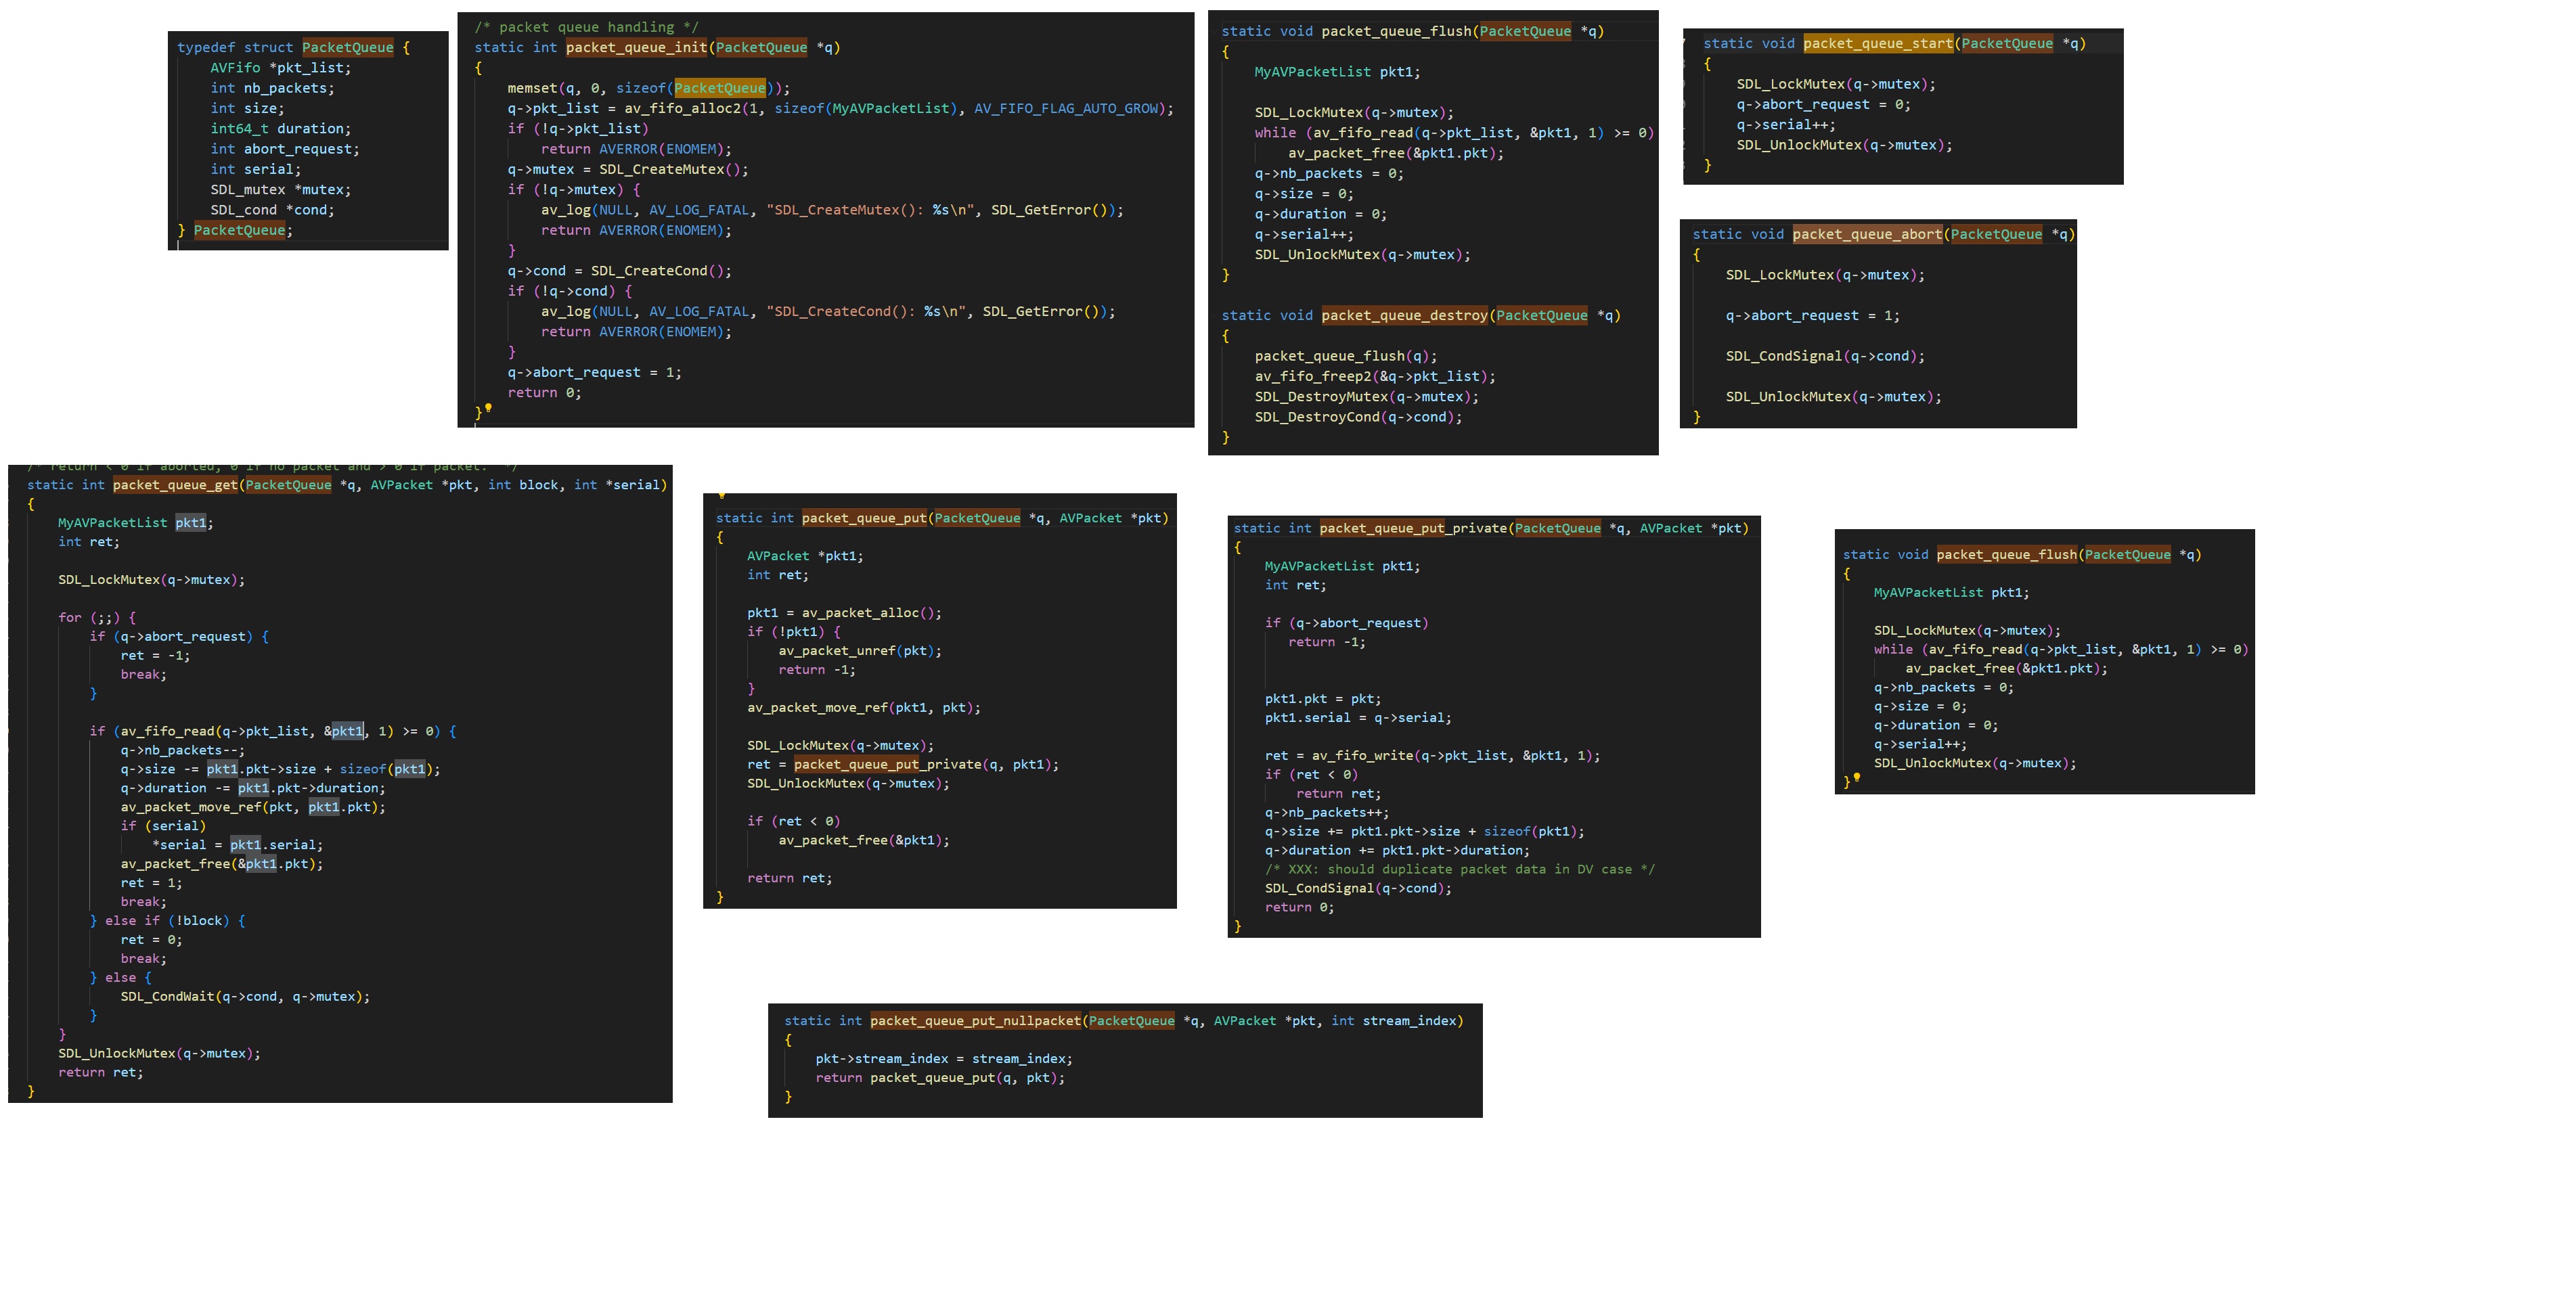 typedef struct PacketQueue {
    AVFifo *pkt_list;
    int nb_packets;
    int size;
    int64_t duration;
    int abort_request;
    int serial;
    SDL_mutex *mutex;
    SDL_cond *cond;
} PacketQueue;
/* packet queue handling */
static int packet_queue_init(PacketQueue *q)
{
    memset(q, 0, sizeof(PacketQueue));
    q->pkt_list = av_fifo_alloc2(1, sizeof(MyAVPacketList), AV_FIFO_FLAG_AUTO_GROW);
    if (!q->pkt_list)
        return AVERROR(ENOMEM);
    q->mutex = SDL_CreateMutex();
    if (!q->mutex) {
        av_log(NULL, AV_LOG_FATAL, "SDL_CreateMutex(): %s\n", SDL_GetError());
        return AVERROR(ENOMEM);
    }
    q->cond = SDL_CreateCond();
    if (!q->cond) {
        av_log(NULL, AV_LOG_FATAL, "SDL_CreateCond(): %s\n", SDL_GetError());
        return AVERROR(ENOMEM);
    }
    q->abort_request = 1;
    return 0;
}
static void packet_queue_flush(PacketQueue *q)
{
    MyAVPacketList pkt1;
    SDL_LockMutex(q->mutex);
    while (av_fifo_read(q->pkt_list, &pkt1, 1) >= 0)
        av_packet_free(&pkt1.pkt);
    q->nb_packets = 0;
    q->size = 0;
    q->duration = 0;
    q->serial++;
    SDL_UnlockMutex(q->mutex);
}
static void packet_queue_destroy(PacketQueue *q)
{
    packet_queue_flush(q);
    av_fifo_freep2(&q->pkt_list);
    SDL_DestroyMutex(q->mutex);
    SDL_DestroyCond(q->cond);
}
static void packet_queue_start(PacketQueue *q)
{
    SDL_LockMutex(q->mutex);
    q->abort_request = 0;
    q->serial++;
    SDL_UnlockMutex(q->mutex);
}
static void packet_queue_abort(PacketQueue *q)
{
    SDL_LockMutex(q->mutex);
    q->abort_request = 1;
    SDL_CondSignal(q->cond);
    SDL_UnlockMutex(q->mutex);
}
/* return < 0 if aborted, 0 if no packet and > 0 if packet.  */
static int packet_queue_get(PacketQueue *q, AVPacket *pkt, int block, int *serial)
{
    MyAVPacketList pkt1;
    int ret;
    SDL_LockMutex(q->mutex);
    for (;;) {
        if (q->abort_request) {
            ret = -1;
            break;
        }
        if (av_fifo_read(q->pkt_list, &pkt1, 1) >= 0) {
            q->nb_packets--;
            q->size -= pkt1.pkt->size + sizeof(pkt1);
            q->duration -= pkt1.pkt->duration;
            av_packet_move_ref(pkt, pkt1.pkt);
            if (serial)
                *serial = pkt1.serial;
            av_packet_free(&pkt1.pkt);
            ret = 1;
            break;
        } else if (!block) {
            ret = 0;
            break;
        } else {
            SDL_CondWait(q->cond, q->mutex);
        }
    }
    SDL_UnlockMutex(q->mutex);
    return ret;
}
static int packet_queue_put(PacketQueue *q, AVPacket *pkt)
{
    AVPacket *pkt1;
    int ret;
    pkt1 = av_packet_alloc();
    if (!pkt1) {
        av_packet_unref(pkt);
        return -1;
    }
    av_packet_move_ref(pkt1, pkt);
    SDL_LockMutex(q->mutex);
    ret = packet_queue_put_private(q, pkt1);
    SDL_UnlockMutex(q->mutex);
    if (ret < 0)
        av_packet_free(&pkt1);
    return ret;
}
static int packet_queue_put_private(PacketQueue *q, AVPacket *pkt)
{
    MyAVPacketList pkt1;
    int ret;
    if (q->abort_request)
       return -1;
    pkt1.pkt = pkt;
    pkt1.serial = q->serial;
    ret = av_fifo_write(q->pkt_list, &pkt1, 1);
    if (ret < 0)
        return ret;
    q->nb_packets++;
    q->size += pkt1.pkt->size + sizeof(pkt1);
    q->duration += pkt1.pkt->duration;
    /* XXX: should duplicate packet data in DV case */
    SDL_CondSignal(q->cond);
    return 0;
}
static void packet_queue_flush(PacketQueue *q)
{
    MyAVPacketList pkt1;
    SDL_LockMutex(q->mutex);
    while (av_fifo_read(q->pkt_list, &pkt1, 1) >= 0)
        av_packet_free(&pkt1.pkt);
    q->nb_packets = 0;
    q->size = 0;
    q->duration = 0;
    q->serial++;
    SDL_UnlockMutex(q->mutex);
}
static int packet_queue_put_nullpacket(PacketQueue *q, AVPacket *pkt, int stream_index)
{
    pkt->stream_index = stream_index;
    return packet_queue_put(q, pkt);
}